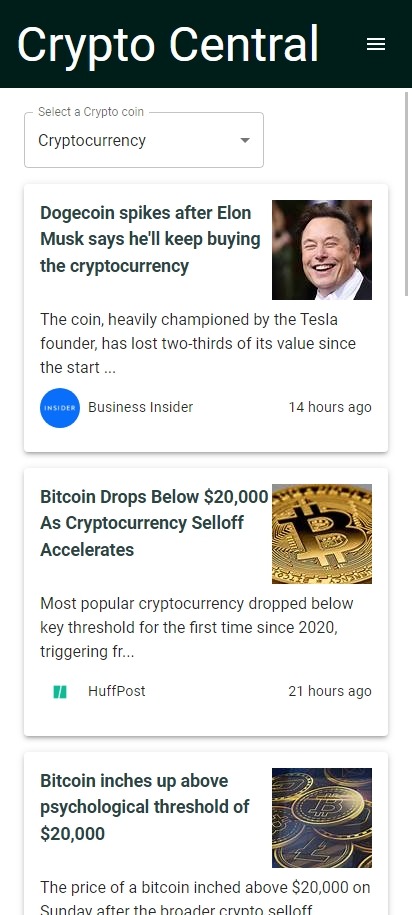 Crypto Central
Select a Crypto coin
Cryptocurrency
Dogecoin spikes after Elon
Musk says he'll keep buying
the cryptocurrency
The coin, heavily championed by the Tesla
founder, has lost two-thirds of its value since
the start ...
INSIDER
Business Insider
14 hours ago
Bitcoin Drops Below $20,000
As Cryptocurrency Selloff
Accelerates
Most popular cryptocurrency dropped below
key threshold for the first time since 2020,
triggering fr...
HuffPost
21 hours ago
Bitcoin inches up above
psychological threshold of
$20,000
The price of a bitcoin inched above $20,000 on
Sunday after the broader crypto selloff